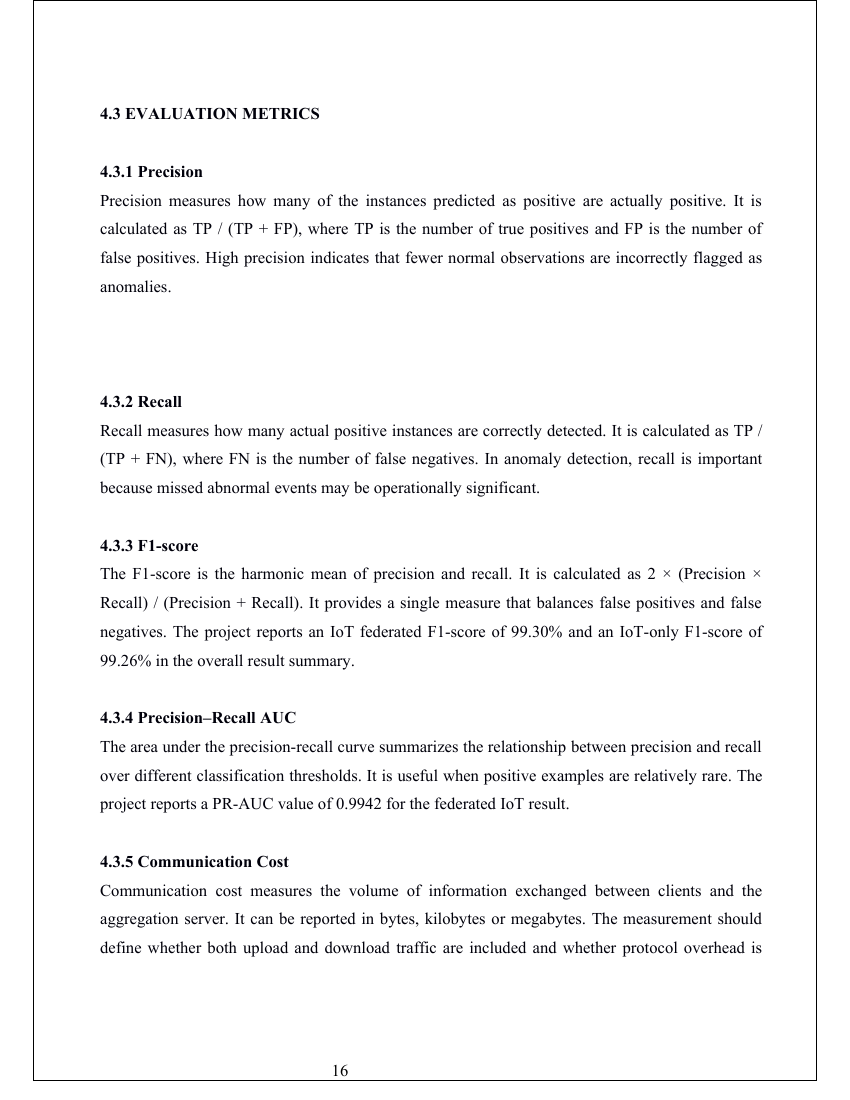 4.3 EVALUATION METRICS
4.3.1 Precision
Precision measures how many of the instances predicted as positive are actually positive. It is
calculated as TP / (TP + FP), where TP is the number of true positives and FP is the number of
false positives. High precision indicates that fewer normal observations are incorrectly flagged as
anomalies.
4.3.2 Recall
Recall measures how many actual positive instances are correctly detected. It is calculated as TP /
(TP + FN), where FN is the number of false negatives. In anomaly detection, recall is important
because missed abnormal events may be operationally significant.
4.3.3 F1-score
The F1-score is the harmonic mean of precision and recall. It is calculated as 2 × (Precision ×
Recall) / (Precision + Recall). It provides a single measure that balances false positives and false
negatives. The project reports an IoT federated F1-score of 99.30% and an IoT-only F1-score of
99.26% in the overall result summary.
4.3.4 Precision–Recall AUC
The area under the precision-recall curve summarizes the relationship between precision and recall
over different classification thresholds. It is useful when positive examples are relatively rare. The
project reports a PR-AUC value of 0.9942 for the federated IoT result.
4.3.5 Communication Cost
Communication cost measures the volume of information exchanged between clients and the
aggregation server. It can be reported in bytes, kilobytes or megabytes. The measurement should
define whether both upload and download traffic are included and whether protocol overhead is
16